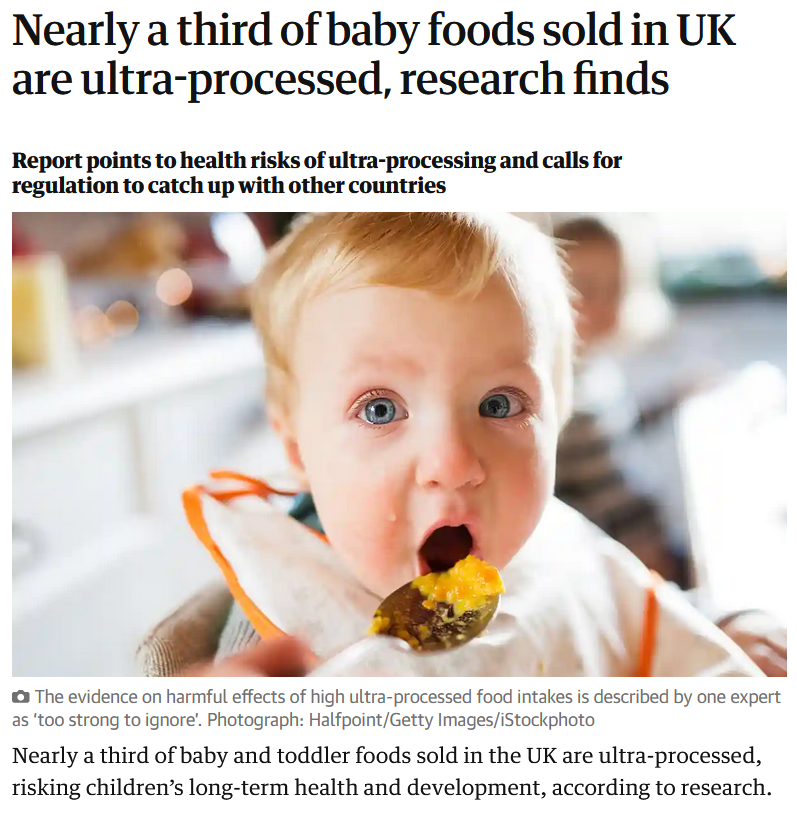 Nearly a third of baby foods sold in UK
are ultra-processed, research finds
Report points to health risks of ultra-processing and calls for
regulation to catch up with other countries
The evidence on harmful effects of high ultra-processed food intakes is described by one expert
as ‘too strong to ignore’. Photograph: Halfpoint/Getty Images/iStockphoto
Nearly a third of baby and toddler foods sold in the UK are ultra-processed,
risking children’s long-term health and development, according to research.